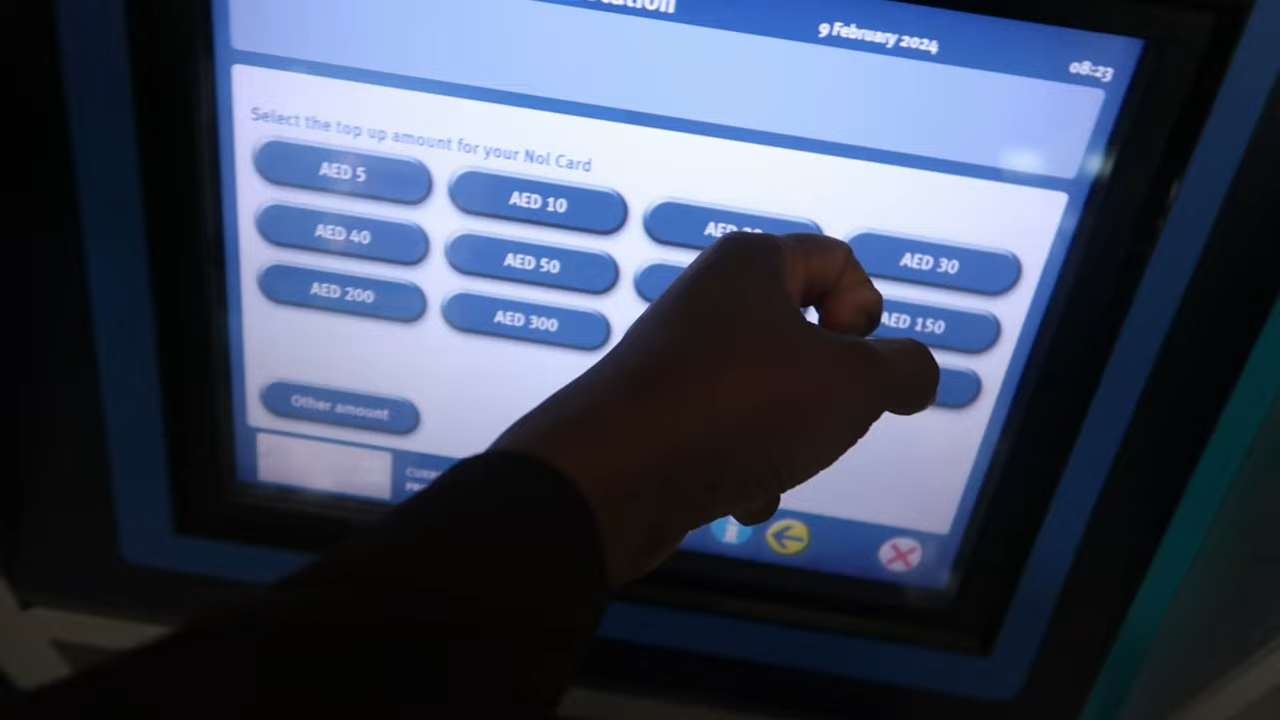 9 February 2024
08:23
Select the top up amount for your Nol Card
AED 5
AED 10
AED
AED 30
AED 40
AED 50
AED 150
AED 200
AED 300
Other amount